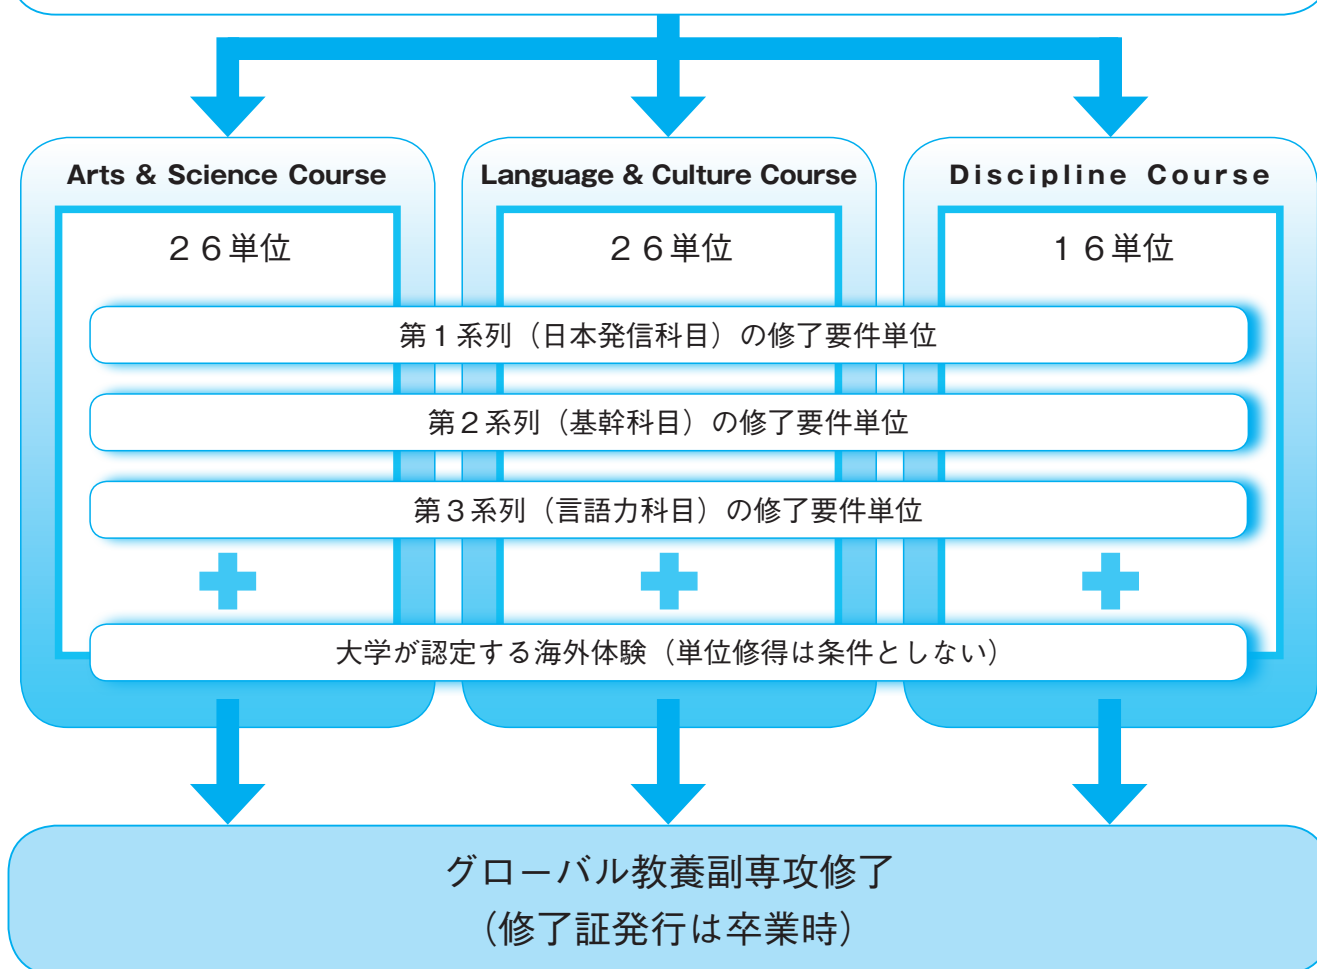 Arts & Science Course
Language & Culture Course
Discipline Course
２６単位
２６単位
１６単位
第１系列（日本発信科目）の修了要件単位
第２系列（基幹科目）の修了要件単位
第３系列（言語力科目）の修了要件単位
大学が認定する海外体験（単位修得は条件としない）
グローバル教養副専攻修了
（修了証発行は卒業時）